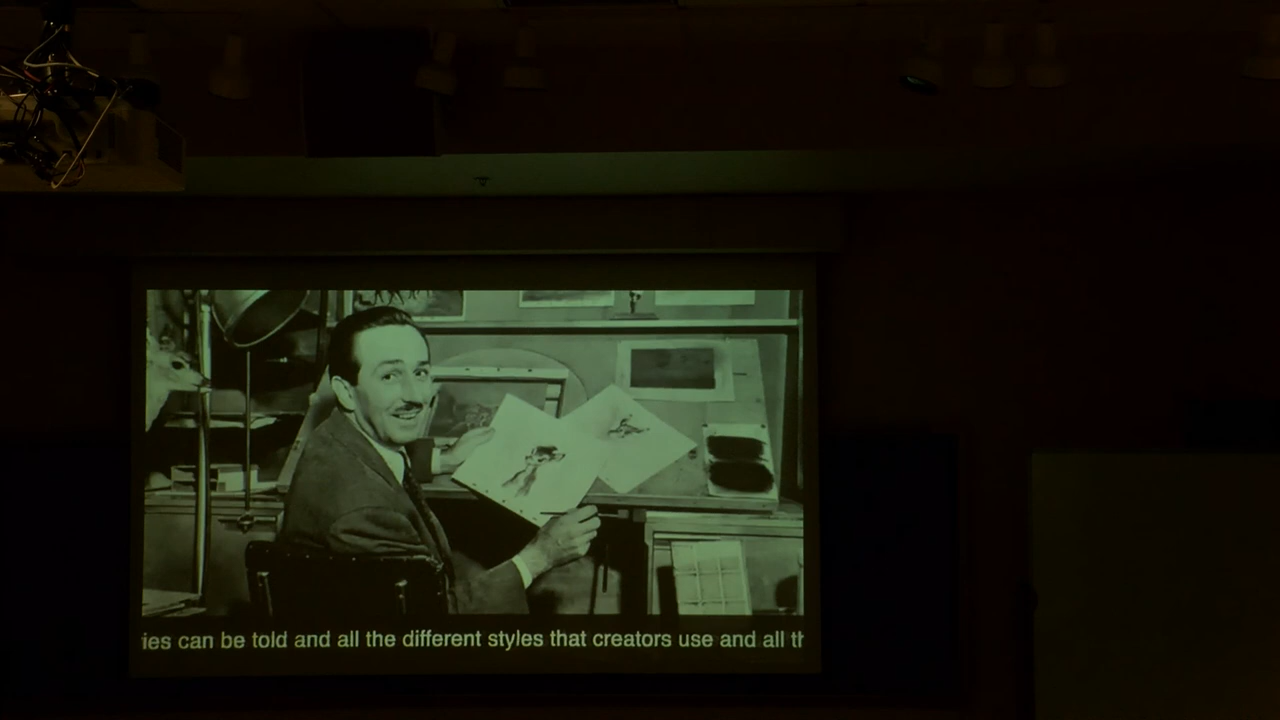 ies can be told and all the different styles that creators use and all th